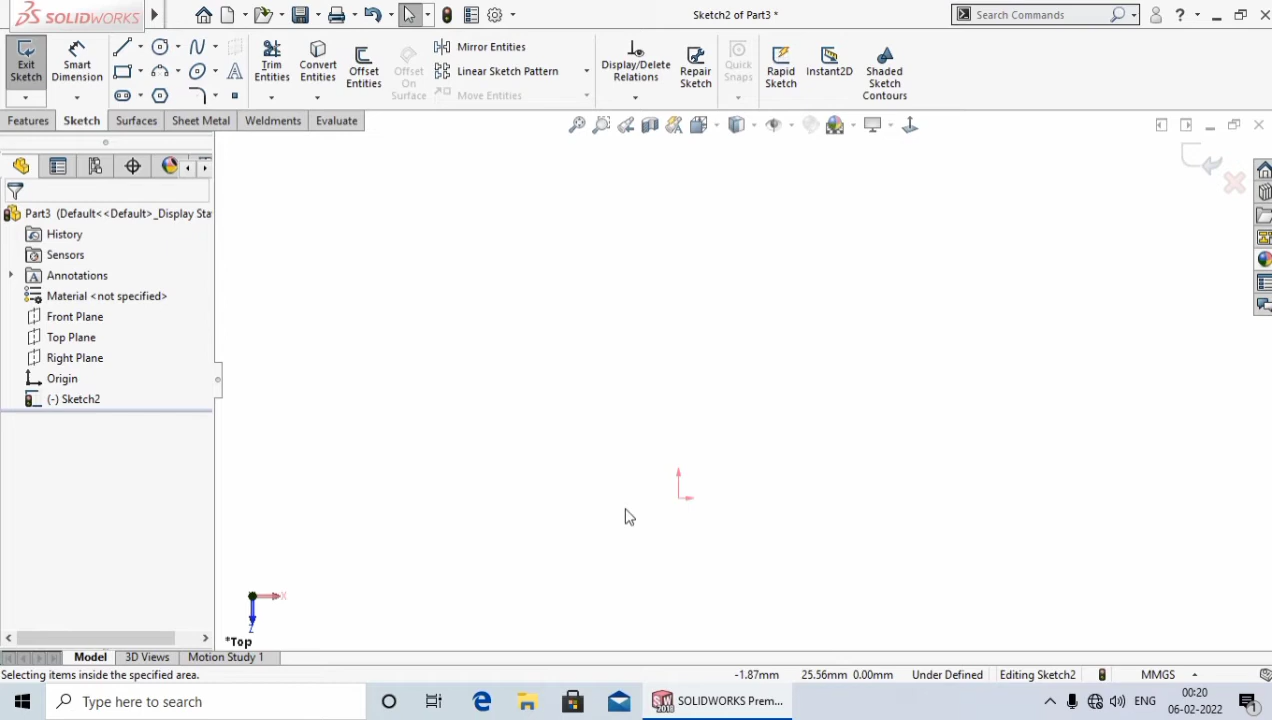 SOLIDWORKS
Sketch2 of Part3 *
Search Commands
?
Exit Sketch
Smart Dimension
Trim Entities
Convert Entities
Offset Entities
Offset On Surface
Mirror Entities
Linear Sketch Pattern
Move Entities
Display/Delete Relations
Repair Sketch
Quick Snaps
Rapid Sketch
Instant2D
Shaded Sketch Contours
Features
Sketch
Surfaces
Sheet Metal
Weldments
Evaluate
Part3 (Default<<Default>_Display Sta
History
Sensors
Annotations
Material <not specified>
Front Plane
Top Plane
Right Plane
Origin
(-) Sketch2
X
Z
*Top
Model
3D Views
Motion Study 1
Selecting items inside the specified area.
-1.87mm
25.56mm 0.00mm
Under Defined
Editing Sketch2
MMGS
Type here to search
SOLIDWORKS Prem...
ENG
00:20
06-02-2022
1